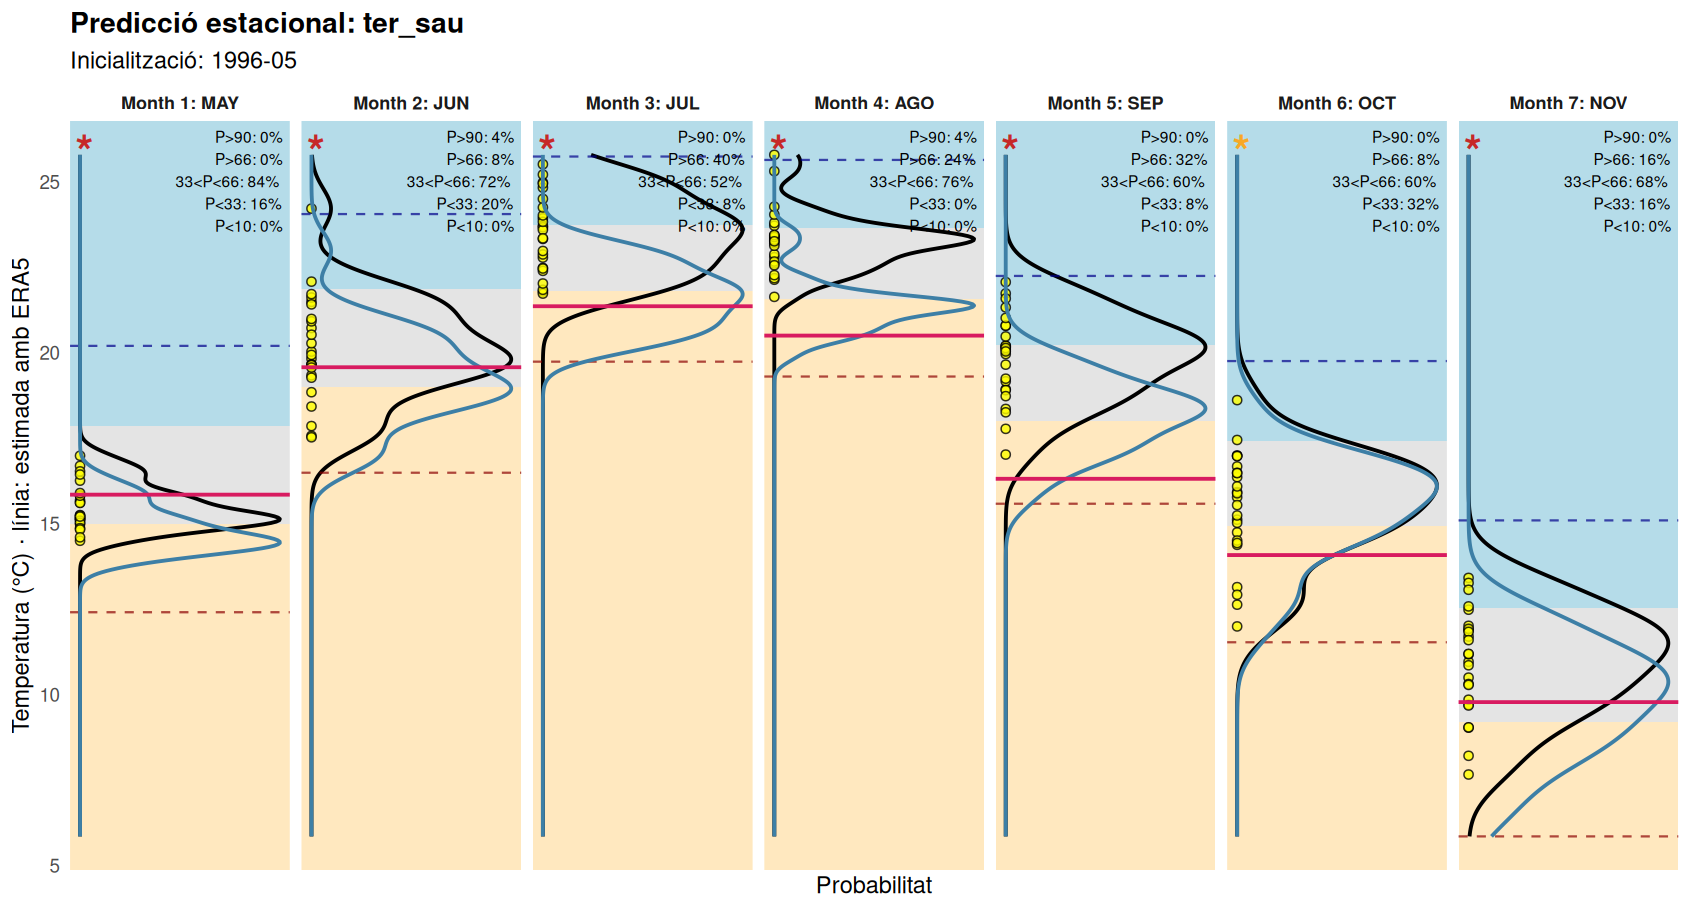 Predicció estacional: ter_sau
Inicialització: 1996-05
Month 1: MAY
Month 2: JUN
Month 3: JUL
Month 4: AGO
Month 5: SEP
Month 6: OCT
Month 7: NOV
*
P>90: 0%
P>66: 0%
33<P<66: 84%
P<33: 16%
P<10: 0%
*
P>90: 4%
P>66: 8%
33<P<66: 72%
P<33: 20%
P<10: 0%
*
P>90: 0%
P>66: 40%
33<P<66: 52%
P<33: 8%
P<10: 0%
*
P>90: 4%
P>66: 24%
33<P<66: 76%
P<33: 0%
P<10: 0%
*
P>90: 0%
P>66: 32%
33<P<66: 60%
P<33: 8%
P<10: 0%
*
P>90: 0%
P>66: 8%
33<P<66: 60%
P<33: 32%
P<10: 0%
*
P>90: 0%
P>66: 16%
33<P<66: 68%
P<33: 16%
P<10: 0%
25
20
15
10
5
Temperatura (°C) · línia: estimada amb ERA5
Probabilitat